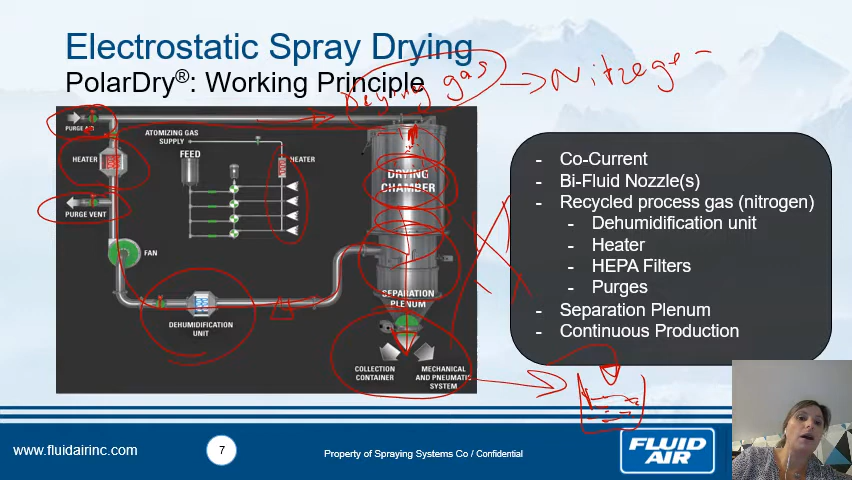 Electrostatic Spray Drying
PolarDry®: Working Principle
Drying gas → Nitroge
PURGE
HEATER
PURGE VENT
FAN
DEHUMIDIFICATION
UNIT
ATOMIZING GAS
SUPPLY
FEED
HEATER
DRYING
CHAMBER
SEPARATION
PLENUM
COLLECTION
CONTAINER
MECHANICAL
AND PNEUMATIC
SYSTEM
- Co-Current
- Bi-Fluid Nozzle(s)
- Recycled process gas (nitrogen)
- Dehumidification unit
- Heater
- HEPA Filters
- Purges
- Separation Plenum
- Continuous Production
www.fluidairinc.com
7
Property of Spraying Systems Co / Confidential
FLUID
AIR